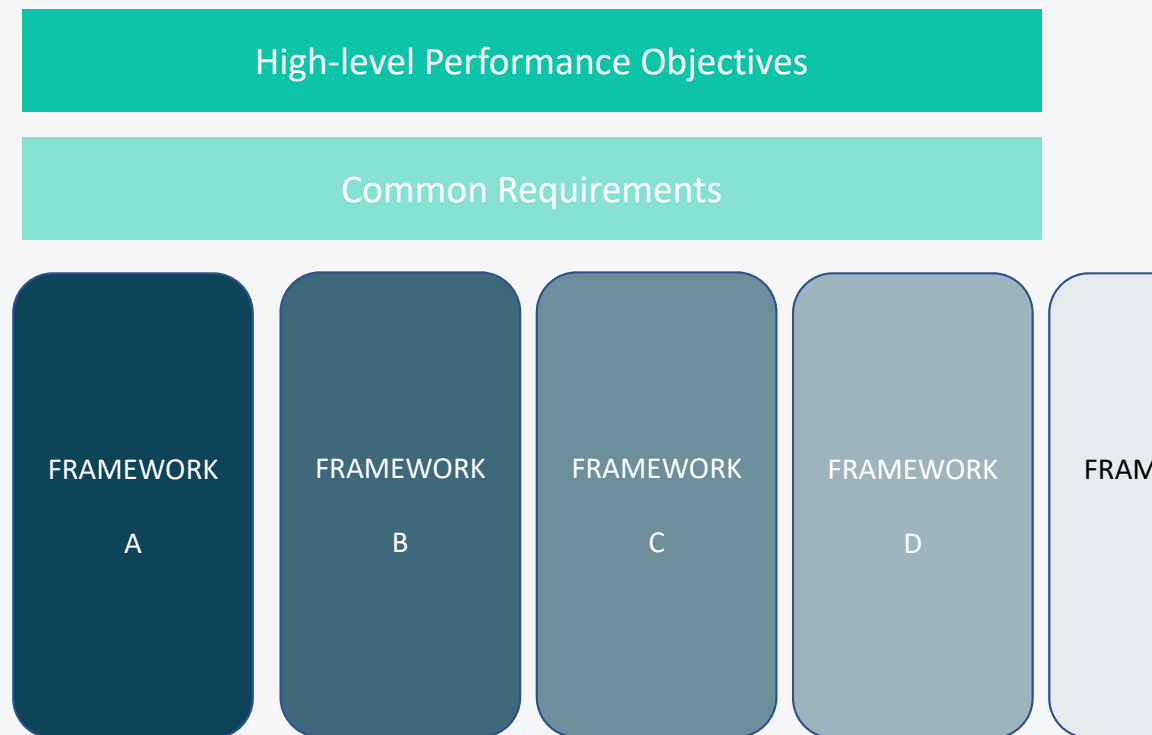 High-level Performance Objectives
Common Requirements
FRAMEWORK
A
FRAMEWORK
B
FRAMEWORK
C
FRAMEWORK
D